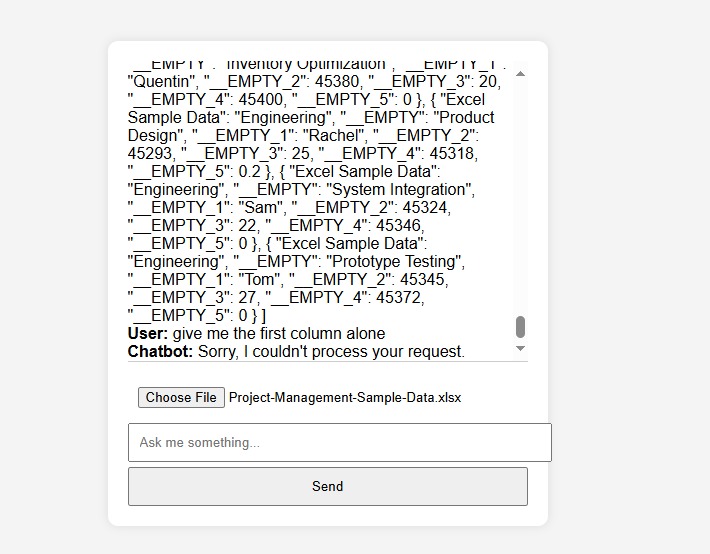 "__EMPTY": "Inventory Optimization", "__EMPTY_1":
"Quentin", "__EMPTY_2": 45380, "__EMPTY_3": 20,
"__EMPTY_4": 45400, "__EMPTY_5": 0 }, { "Excel
Sample Data": "Engineering", "__EMPTY": "Product
Design", "__EMPTY_1": "Rachel", "__EMPTY_2":
45293, "__EMPTY_3": 25, "__EMPTY_4": 45318,
"__EMPTY_5": 0.2 }, { "Excel Sample Data":
"Engineering", "__EMPTY": "System Integration",
"__EMPTY_1": "Sam", "__EMPTY_2": 45324,
"__EMPTY_3": 22, "__EMPTY_4": 45346,
"__EMPTY_5": 0 }, { "Excel Sample Data":
"Engineering", "__EMPTY": "Prototype Testing",
"__EMPTY_1": "Tom", "__EMPTY_2": 45345,
"__EMPTY_3": 27, "__EMPTY_4": 45372,
"__EMPTY_5": 0 } ]
User: give me the first column alone
Chatbot: Sorry, I couldn't process your request.
Choose File Project-Management-Sample-Data.xlsx
Ask me something...
Send